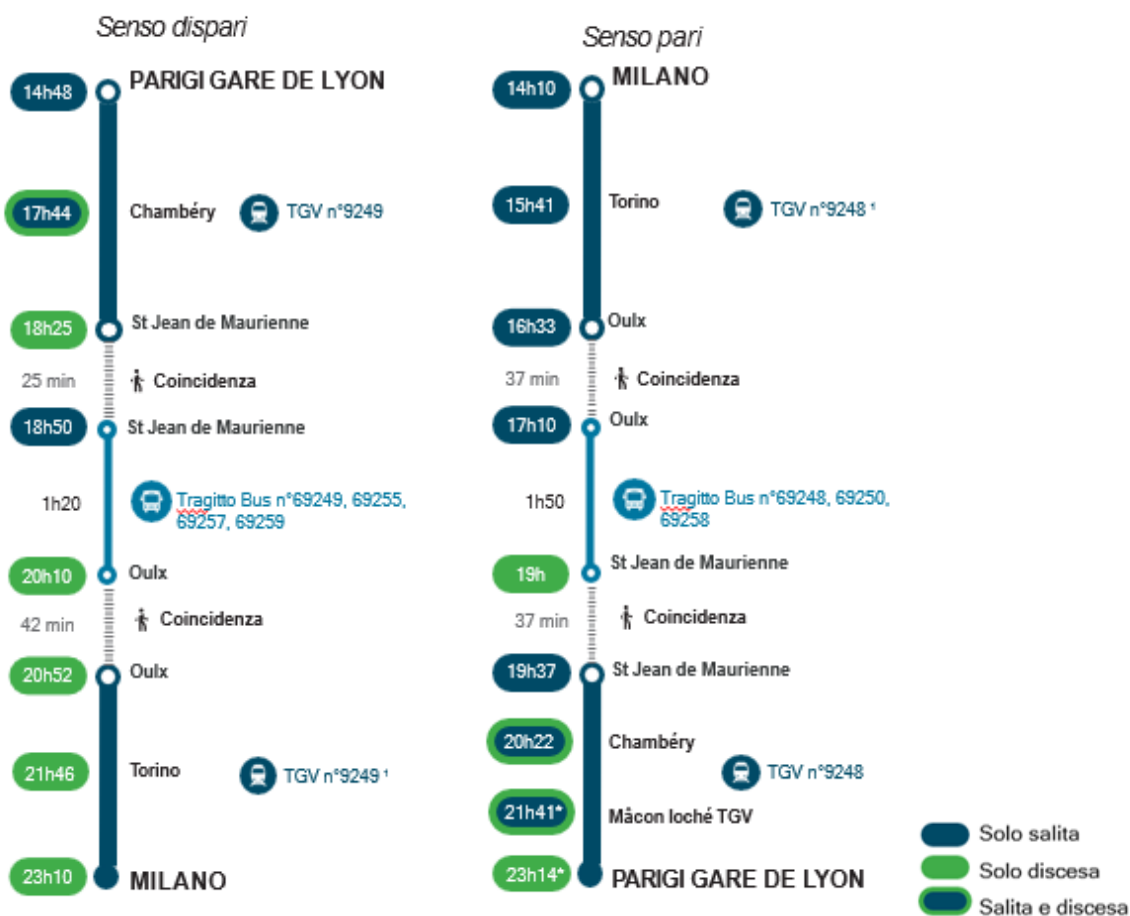 Senso dispari
14h48
PARIGI GARE DE LYON
17h44
Chambéry
TGV n°9249
18h25
St Jean de Maurienne
25 min
Coincidenza
18h50
St Jean de Maurienne
1h20
Tragitto Bus n°69249, 69255,
69257, 69259
20h10
Oulx
42 min
Coincidenza
20h52
Oulx
21h46
Torino
TGV n°9249 ¹
23h10
MILANO
Senso pari
14h10
MILANO
15h41
Torino
TGV n°9248 ¹
16h33
Oulx
37 min
Coincidenza
17h10
Oulx
1h50
Tragitto Bus n°69248, 69250,
69258
19h
St Jean de Maurienne
37 min
Coincidenza
19h37
St Jean de Maurienne
20h22
Chambéry
TGV n°9248
21h41*
Mâcon loché TGV
23h14*
PARIGI GARE DE LYON
Solo salita
Solo discesa
Salita e discesa